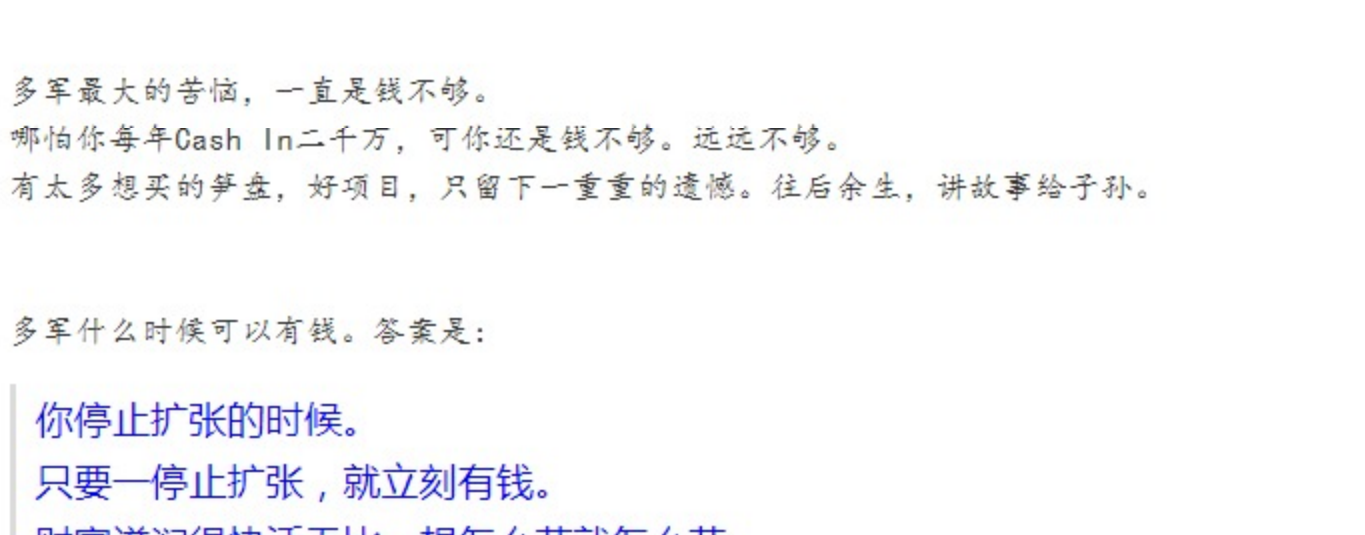 多军最大的苦恼，一直是钱不够。
哪怕你每年Cash In二千万，可你还是钱不够。远远不够。
有太多想买的笋盘，好项目，只留下一重重的遗憾。往后余生，讲故事给子孙。
多军什么时候可以有钱。答案是：
你停止扩张的时候。
只要一停止扩张，就立刻有钱。